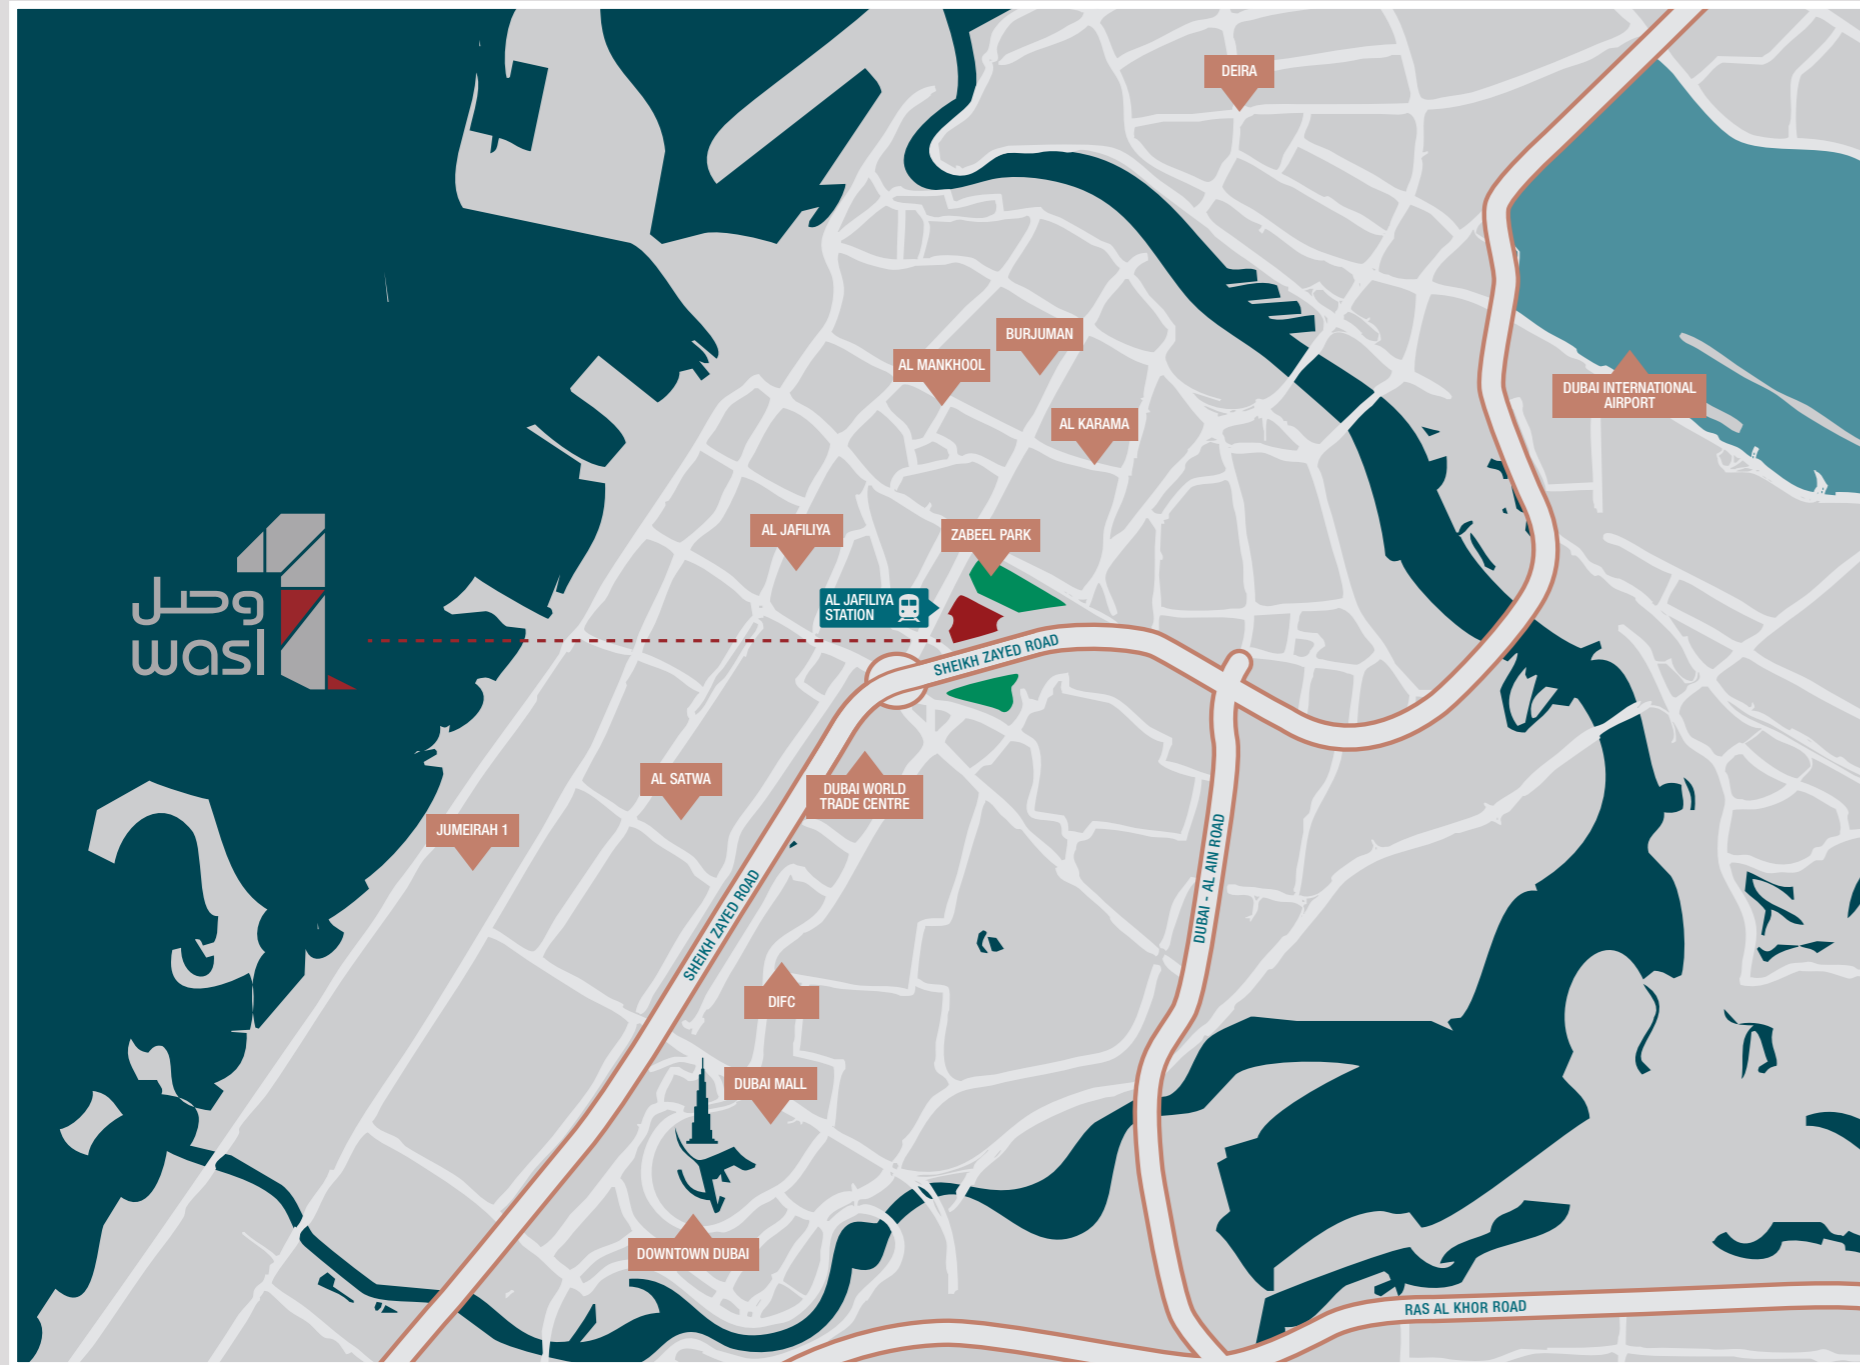 DEIRA
BURJUMAN
AL MANKHOOL
DUBAI INTERNATIONAL
AIRPORT
AL KARAMA
AL JAFILIYA
ZABEEL PARK
وصل
wasl
AL JAFILIYA
STATION
SHEIKH ZAYED ROAD
AL SATWA
DUBAI WORLD
TRADE CENTRE
JUMEIRAH 1
DUBAI - AL AIN ROAD
SHEIKH ZAYED ROAD
DIFC
DUBAI MALL
DOWNTOWN DUBAI
RAS AL KHOR ROAD